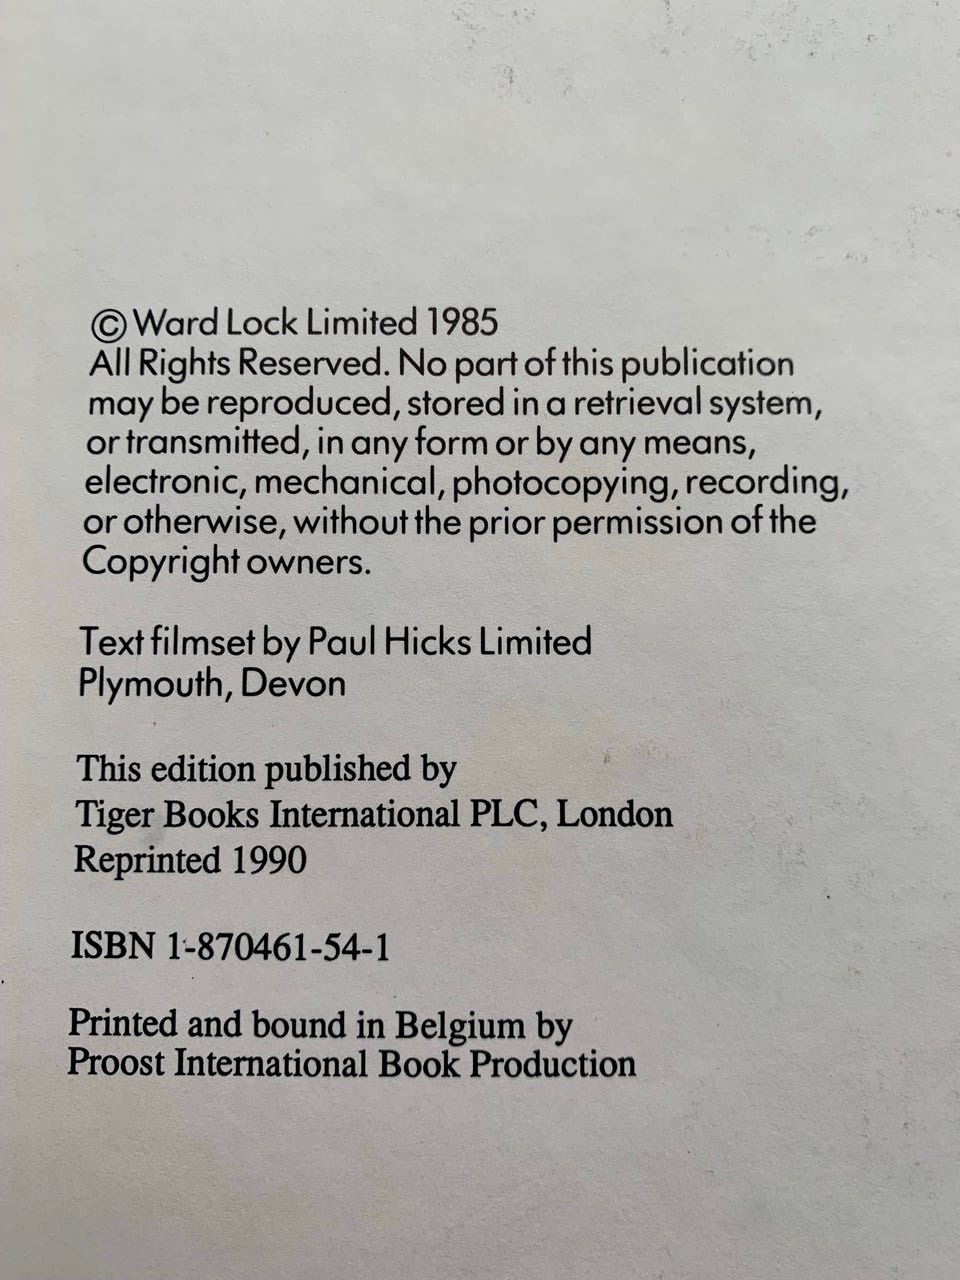 © Ward Lock Limited 1985
All Rights Reserved. No part of this publication
may be reproduced, stored in a retrieval system,
or transmitted, in any form or by any means,
electronic, mechanical, photocopying, recording,
or otherwise, without the prior permission of the
Copyright owners.
Text filmset by Paul Hicks Limited
Plymouth, Devon
This edition published by
Tiger Books International PLC, London
Reprinted 1990
ISBN 1-870461-54-1
Printed and bound in Belgium by
Proost International Book Production